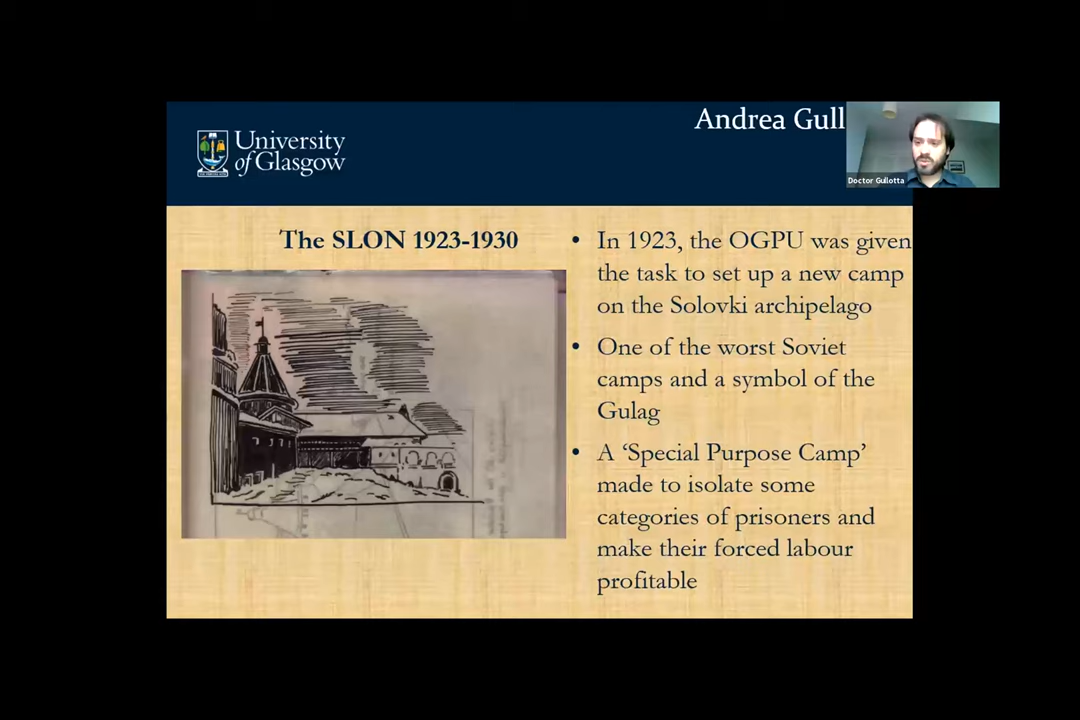 University
of Glasgow
Andrea Gull
Doctor Gullotta
The SLON 1923-1930
• In 1923, the OGPU was given
the task to set up a new camp
on the Solovki archipelago
• One of the worst Soviet
camps and a symbol of the
Gulag
• A ‘Special Purpose Camp’
made to isolate some
categories of prisoners and
make their forced labour
profitable